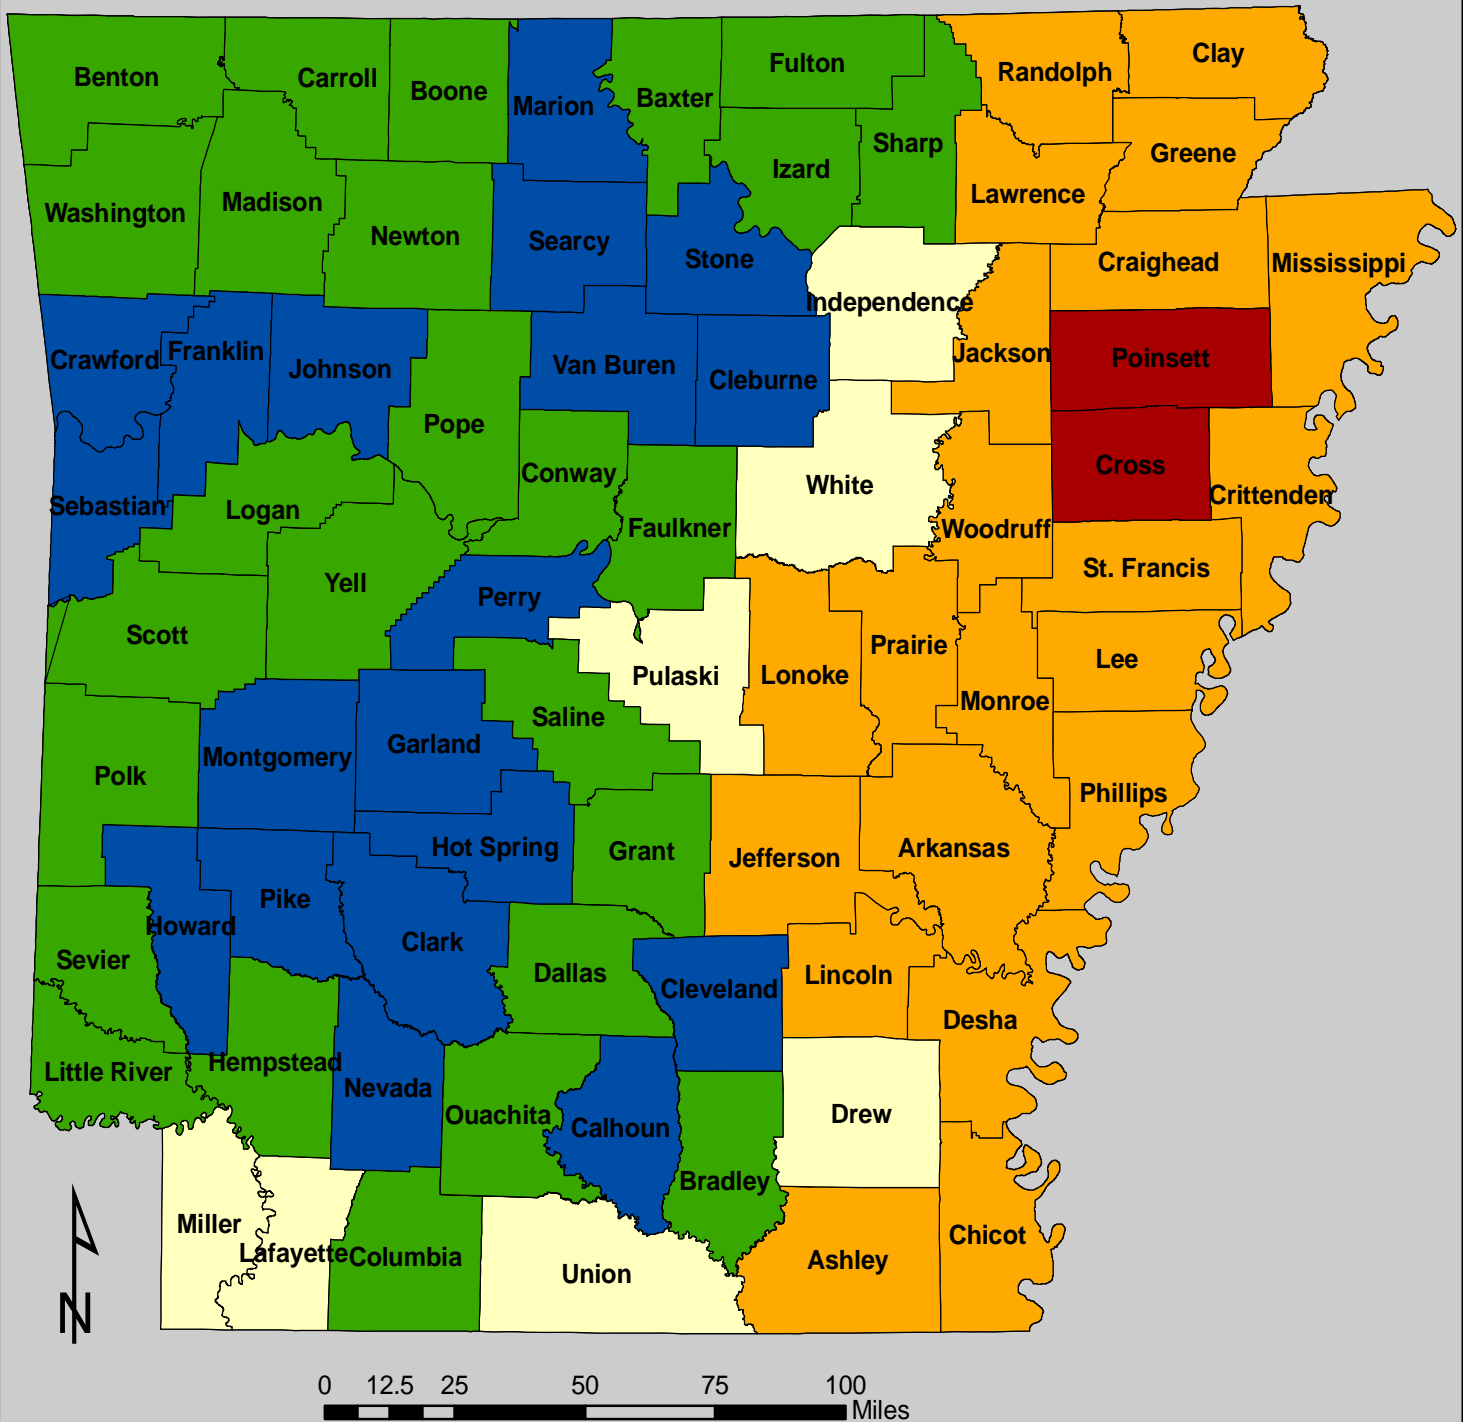 Benton
Carroll
Boone
Marion
Baxter
Fulton
Randolph
Clay
Sharp
Izard
Greene
Lawrence
Washington
Madison
Newton
Searcy
Stone
Independence
Craighead
Mississippi
Crawford
Franklin
Johnson
Pope
Van Buren
Cleburne
Jackson
Poinsett
Sebastian
Logan
Conway
Faulkner
White
Woodruff
Cross
Crittenden
Scott
Yell
Perry
Pulaski
Lonoke
Prairie
St. Francis
Lee
Monroe
Polk
Montgomery
Garland
Saline
Phillips
Hot Spring
Grant
Jefferson
Arkansas
Howard
Pike
Clark
Sevier
Dallas
Cleveland
Lincoln
Desha
Little River
Hempstead
Nevada
Ouachita
Calhoun
Drew
Bradley
Miller
Lafayette
Columbia
Union
Ashley
Chicot
N
0 12.5 25 50 75 100
Miles